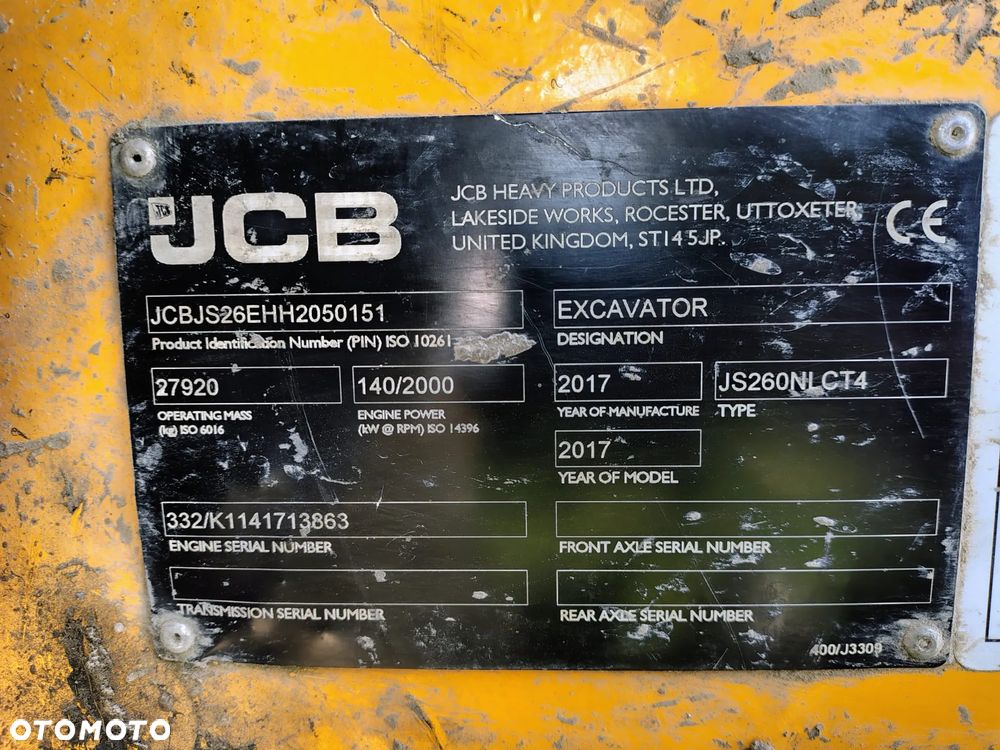 JCB
JCB HEAVY PRODUCTS LTD,
LAKESIDE WORKS, ROCESTER, UTTOXETER,
UNITED KINGDOM, ST14 5JP.
CE
JCBJS26EHH2050151
Product Identification Number (PIN) ISO 10261
EXCAVATOR
DESIGNATION
27920
OPERATING MASS
(kg) ISO 6016
140/2000
ENGINE POWER
(kW @ RPM) ISO 14396
2017
YEAR OF MANUFACTURE
JS260NLCT4
TYPE
2017
YEAR OF MODEL
332/K1141713863
ENGINE SERIAL NUMBER
FRONT AXLE SERIAL NUMBER
TRANSMISSION SERIAL NUMBER
REAR AXLE SERIAL NUMBER
400/J3309
OTOMOTO